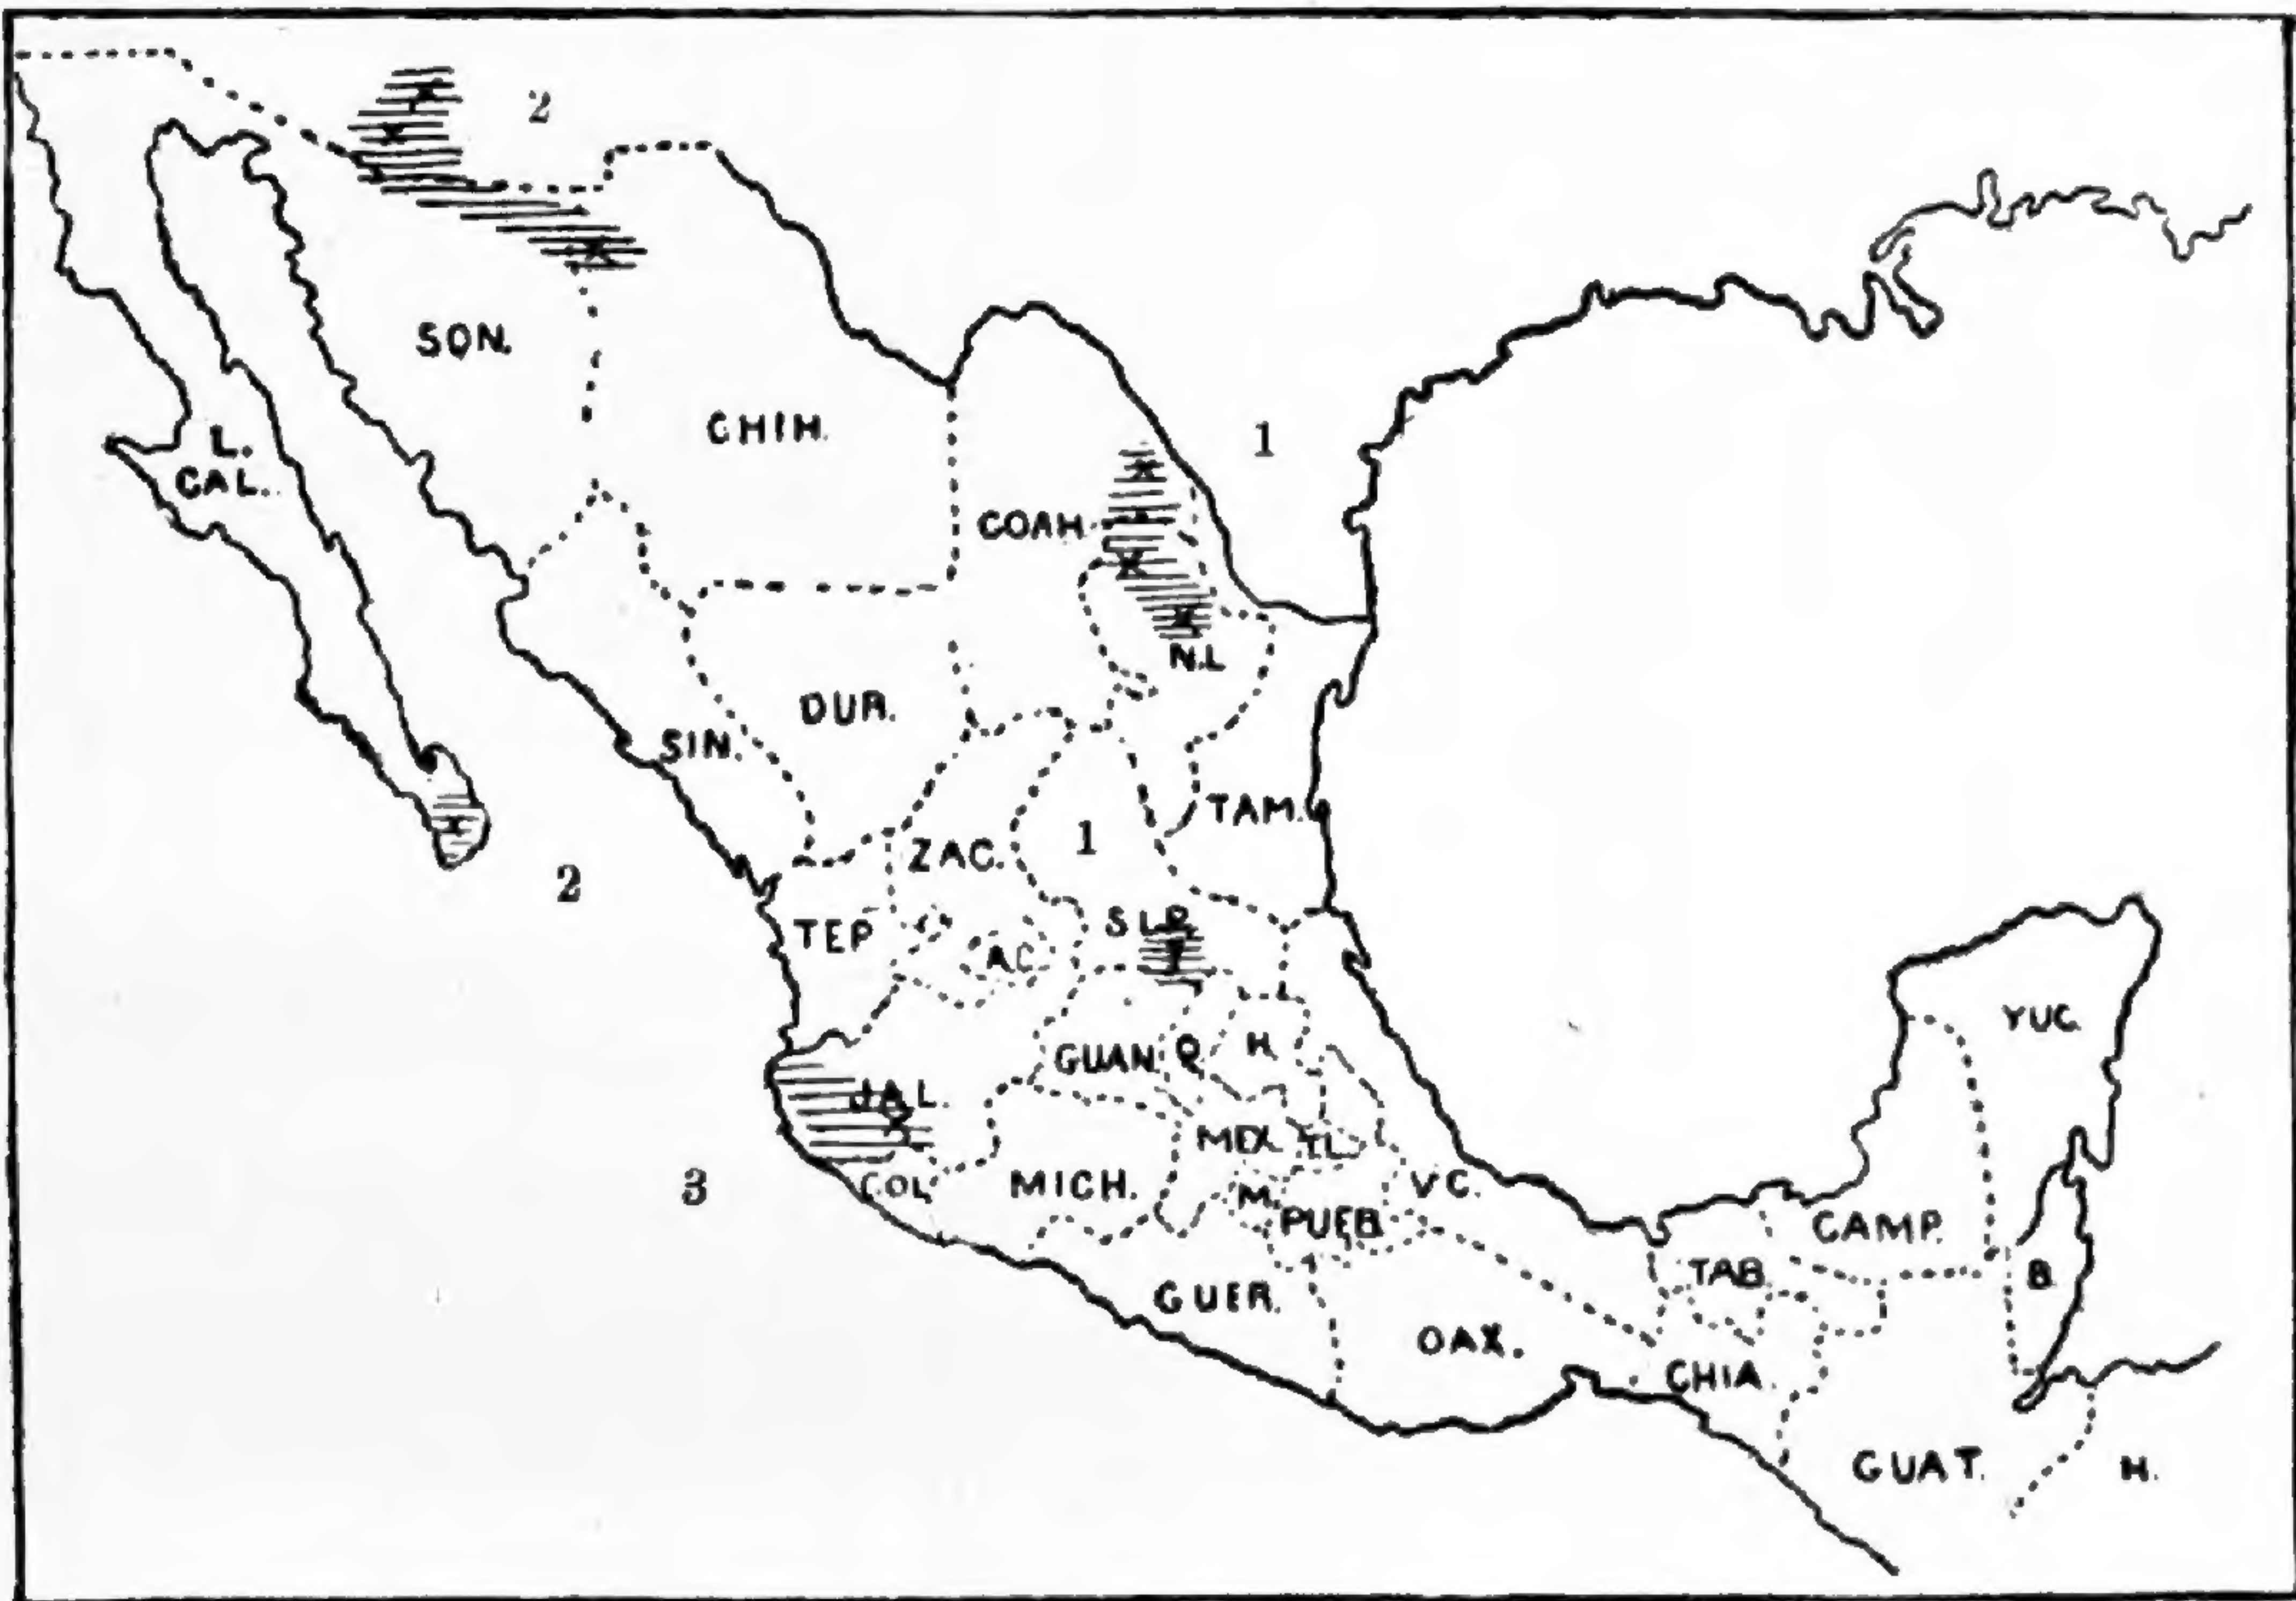 2
SON.
1
CHIH.
L.
CAL.
COAH.
N.L.
DUR.
SIN.
TAM.
1
ZAC.
2
S.L.P.
TEP.
A.C.
YUC.
GUAN.
Q.
H.
JAL.
MEX.
TL.
3
COL.
MICH.
M.
V.C.
PUEB.
CAMP.
TAB.
B.
GUER.
OAX.
CHIA.
GUAT.
H.